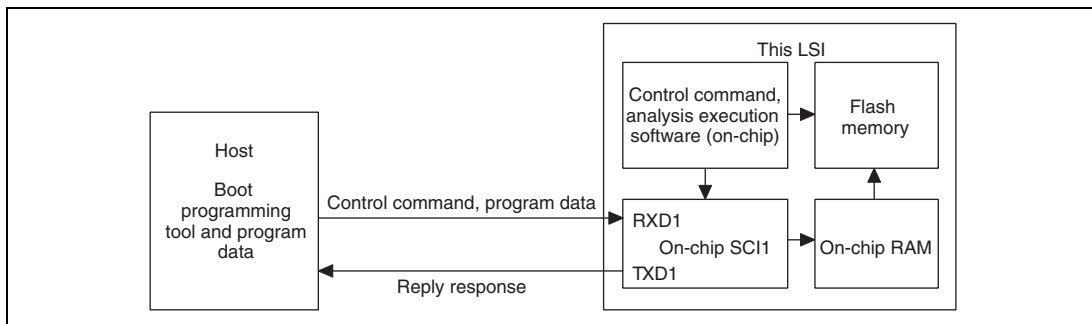 This LSI
Host
Boot
programming
tool and program
data
Control command, program data
Reply response
Control command,
analysis execution
software (on-chip)
Flash
memory
RXD1
On-chip SCI1
TXD1
On-chip RAM